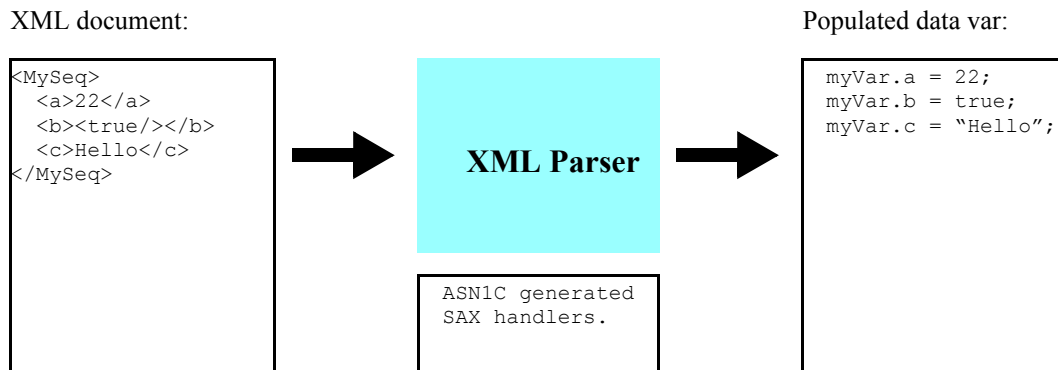 XML document:
<MySeq>
  <a>22</a>
  <b><true/></b>
  <c>Hello</c>
</MySeq>
XML Parser
ASN1C generated
SAX handlers.
Populated data var:
myVar.a = 22;
myVar.b = true;
myVar.c = “Hello”;